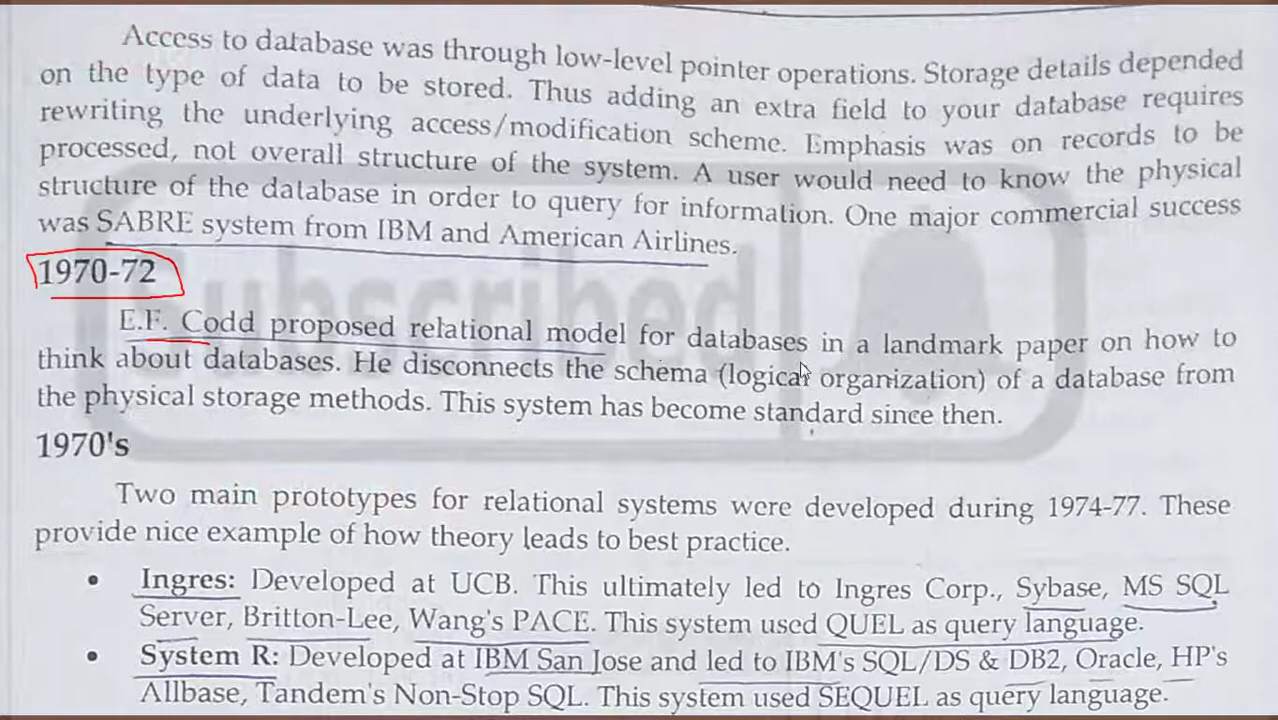 Access to database was through low-level pointer operations. Storage details depended
on the type of data to be stored. Thus adding an extra field to your database requires
rewriting the underlying access/modification scheme. Emphasis was on records to be
processed, not overall structure of the system. A user would need to know the physical
structure of the database in order to query for information. One major commercial success
was SABRE system from IBM and American Airlines.
1970-72
E.F. Codd proposed relational model for databases in a landmark paper on how to
think about databases. He disconnects the schema (logical organization) of a database from
the physical storage methods. This system has become standard since then.
1970's
Two main prototypes for relational systems were developed during 1974-77. These
provide nice example of how theory leads to best practice.
• Ingres: Developed at UCB. This ultimately led to Ingres Corp., Sybase, MS SQL
Server, Britton-Lee, Wang's PACE. This system used QUEL as query language.
• System R: Developed at IBM San Jose and led to IBM's SQL/DS & DB2, Oracle, HP's
Allbase, Tandem's Non-Stop SQL. This system used SEQUEL as query language.
Subscribed